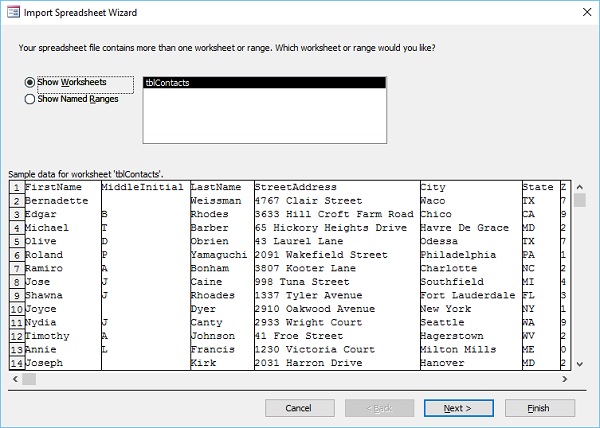 Import Spreadsheet Wizard
Your spreadsheet file contains more than one worksheet or range. Which worksheet or range would you like?
Show Worksheets
Show Named Ranges
tblContacts
Sample data for worksheet 'tblContacts'.
1 FirstName MiddleInitial LastName StreetAddress City State Z
2 Bernadette Weissman 4767 Clair Street Waco TX 7
3 Edgar B Rhodes 3633 Hill Croft Farm Road Chico CA 9
4 Michael T Barber 65 Hickory Heights Drive Havre De Grace MD 2
5 Olive D Obrien 43 Laurel Lane Odessa TX 7
6 Roland P Yamaguchi 2091 Wakefield Street Philadelphia PA 1
7 Ramiro A Bonham 3807 Kooter Lane Charlotte NC 2
8 Jose J Caine 998 Tuna Street Southfield MI 4
9 Shawna J Rhoades 1337 Tyler Avenue Fort Lauderdale FL 3
10 Joyce Dyer 2910 Oakwood Avenue New York NY 1
11 Nydia J Canty 2933 Wright Court Seattle WA 9
12 Timothy A Johnson 41 Froe Street Hagerstown WV 2
13 Annie L Francis 1230 Victoria Court Milton Mills ME 0
14 Joseph Kirk 2031 Harron Drive Hanover MD 2
Cancel < Back Next > Finish